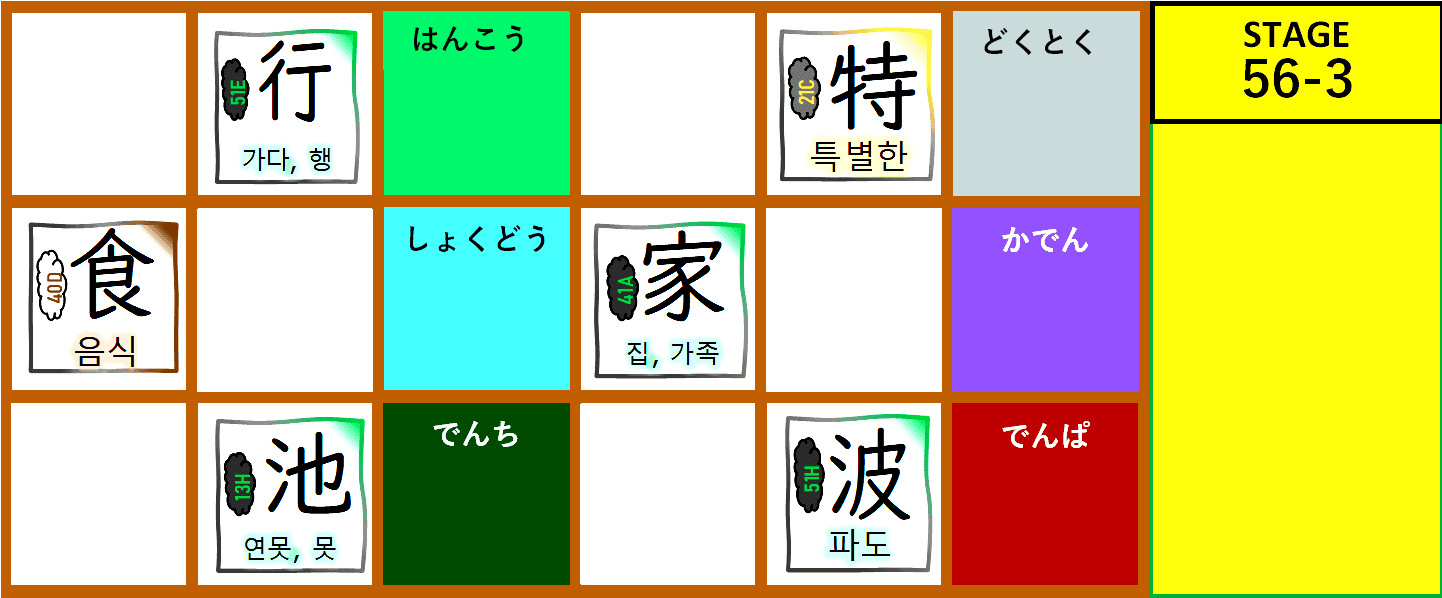 51E
行
가다, 행
はんこう
21C
特
특별한
どくとく
STAGE
56-3
40D
食
음식
しょくどう
41A
家
집, 가족
かでん
13H
池
연못, 못
でんち
51H
波
파도
でんぱ